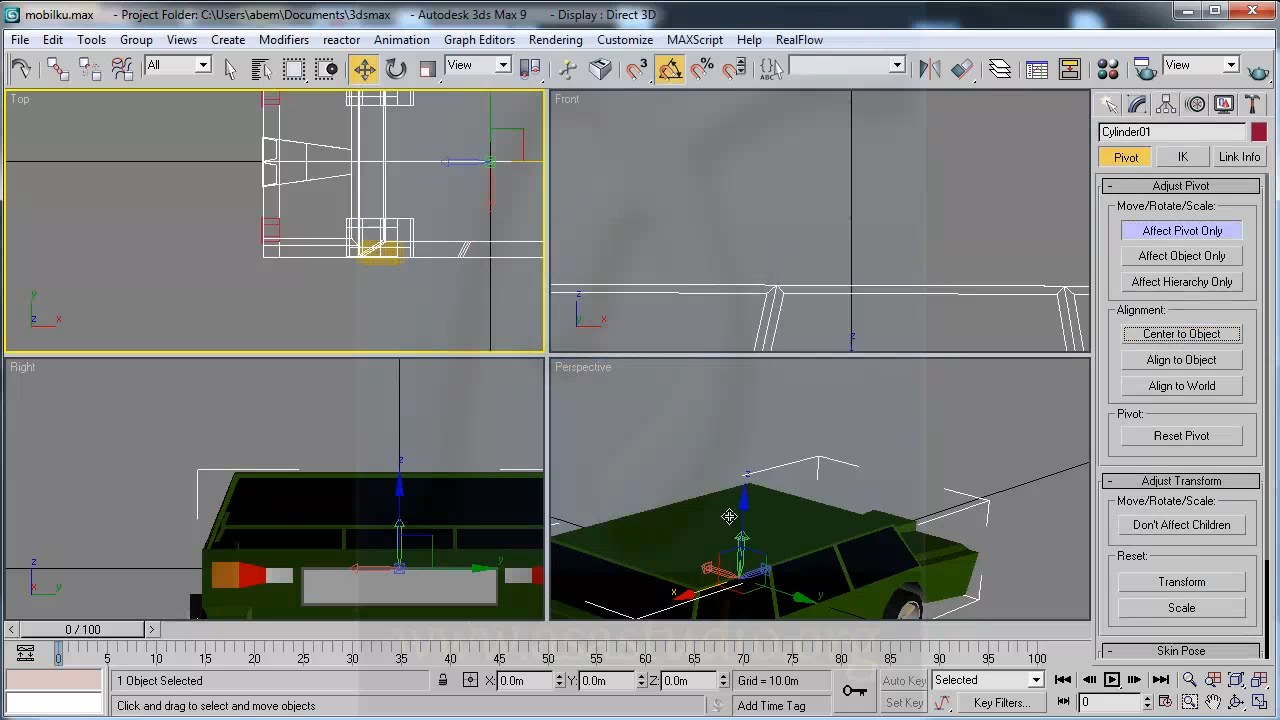 mobilku.max - Project Folder: C:\Users\abem\Documents\3dsmax - Autodesk 3ds Max 9 - Display : Direct 3D
File Edit Tools Group Views Create Modifiers reactor Animation Graph Editors Rendering Customize MAXScript Help RealFlow
All View 3 % ABC View
Top
Front
Cylinder01
Pivot IK Link Info
- Adjust Pivot
Move/Rotate/Scale:
Affect Pivot Only
Affect Object Only
Affect Hierarchy Only
Alignment:
Center to Object
Align to Object
Align to World
Pivot:
Reset Pivot
- Adjust Transform
Move/Rotate/Scale:
Don't Affect Children
Reset:
Transform
Scale
- Skin Pose
y
z x
z
y x
z
Right
Perspective
z
y
z
x y
z
x y
< 0 / 100 >
0 5 10 15 20 25 30 35 40 45 50 55 60 65 70 75 80 85 90 95 100
1 Object Selected X: 0.0m Y: 0.0m Z: 0.0m Grid = 10.0m Auto Key Selected
Click and drag to select and move objects Add Time Tag Set Key Key Filters... 0